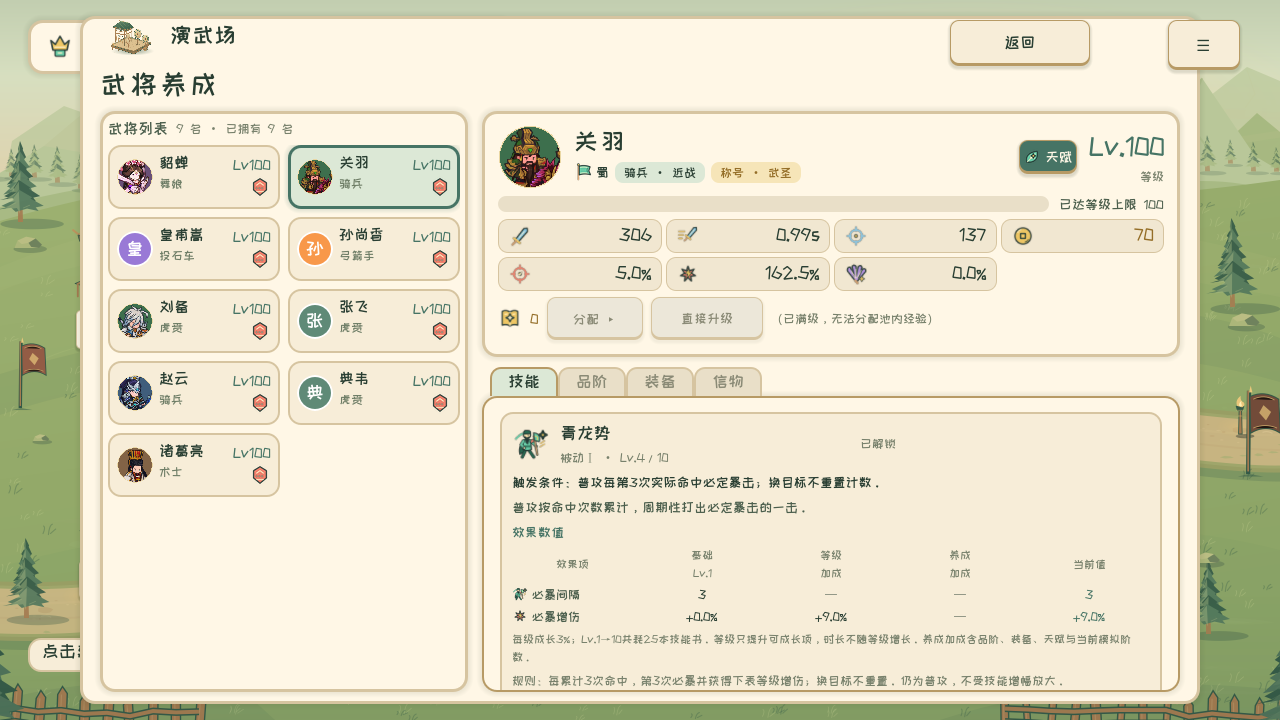 演武场
返回
☰
武将养成
武将列表 9 名 · 已拥有 9 名
貂蝉 Lv100
舞娘
关羽 Lv100
骑兵
皇 皇甫嵩 Lv100
投石车
孙 孙尚香 Lv100
弓箭手
刘备 Lv100
虎贲
张 张飞 Lv100
虎贲
赵云 Lv100
骑兵
典 典韦 Lv100
虎贲
诸葛亮 Lv100
术士
点击
关羽
蜀 骑兵 · 近战 称号 · 武圣
天赋
Lv.100
等级
已达等级上限 100
306 0.99s 137 70
5.0% 162.5% 0.0%
0 分配 ▸ 直接升级 (已满级，无法分配池内经验)
技能 品阶 装备 信物
青龙势
被动 I · Lv.4 / 10
已解锁
触发条件：普攻每第3次实际命中必定暴击；换目标不重置计数。
普攻按命中次数累计，周期性打出必定暴击的一击。
效果数值
效果项 基础 Lv.1 等级 加成 养成 加成 当前值
必暴间隔 3 — — 3
必暴增伤 +0.0% +9.0% — +9.0%
每级成长3%；Lv.1→10共耗25本技能书。等级只提升可成长项，时长不随等级增长。养成加成含品阶、装备、天赋与当前模拟阶
数。
规则：每累计3次命中，第3次必暴并获得下表等级增伤；换目标不重置。仍为普攻，不受技能增幅放大。